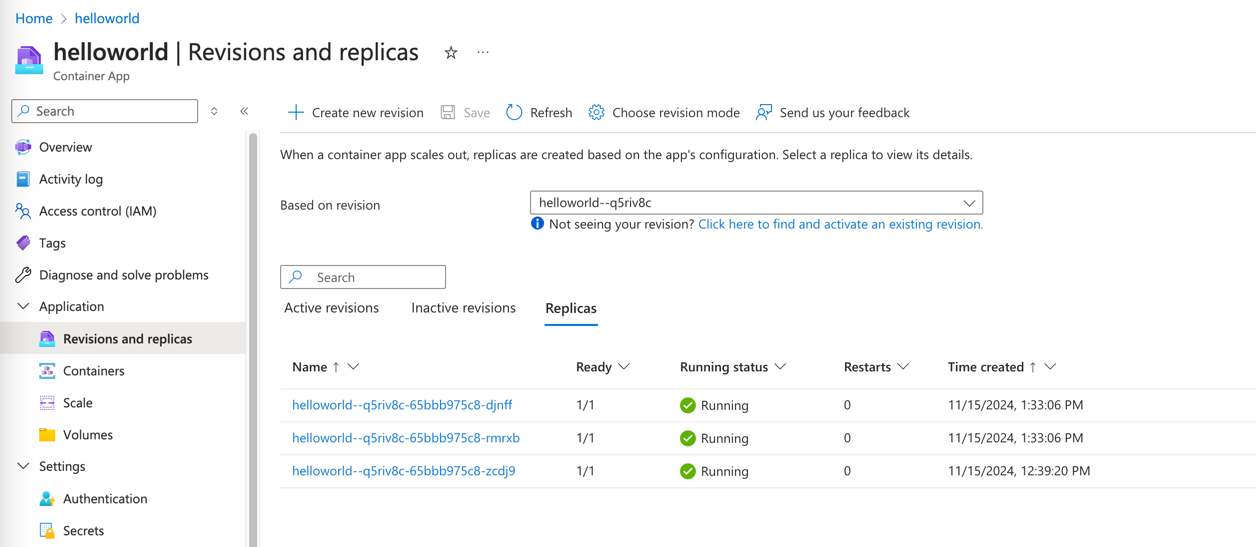 Home > helloworld
helloworld | Revisions and replicas ☆ ···
Container App
Search
«
Create new revision Save Refresh Choose revision mode Send us your feedback
Overview
Activity log
Access control (IAM)
Tags
Diagnose and solve problems
Application
Revisions and replicas
Containers
Scale
Volumes
Settings
Authentication
Secrets
When a container app scales out, replicas are created based on the app's configuration. Select a replica to view its details.
Based on revision helloworld--q5riv8c
Not seeing your revision? Click here to find and activate an existing revision.
Search
Active revisions Inactive revisions Replicas
Name ↑ Ready Running status Restarts Time created ↑
helloworld--q5riv8c-65bbb975c8-djnff 1/1 Running 0 11/15/2024, 1:33:06 PM
helloworld--q5riv8c-65bbb975c8-rmrxb 1/1 Running 0 11/15/2024, 1:33:06 PM
helloworld--q5riv8c-65bbb975c8-zcdj9 1/1 Running 0 11/15/2024, 12:39:20 PM